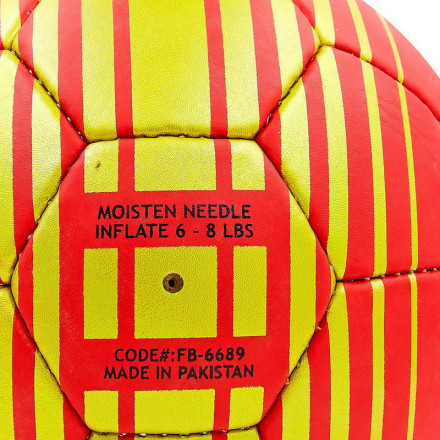 MOISTEN NEEDLE
INFLATE 6 - 8 LBS
CODE#:FB-6689
MADE IN PAKISTAN